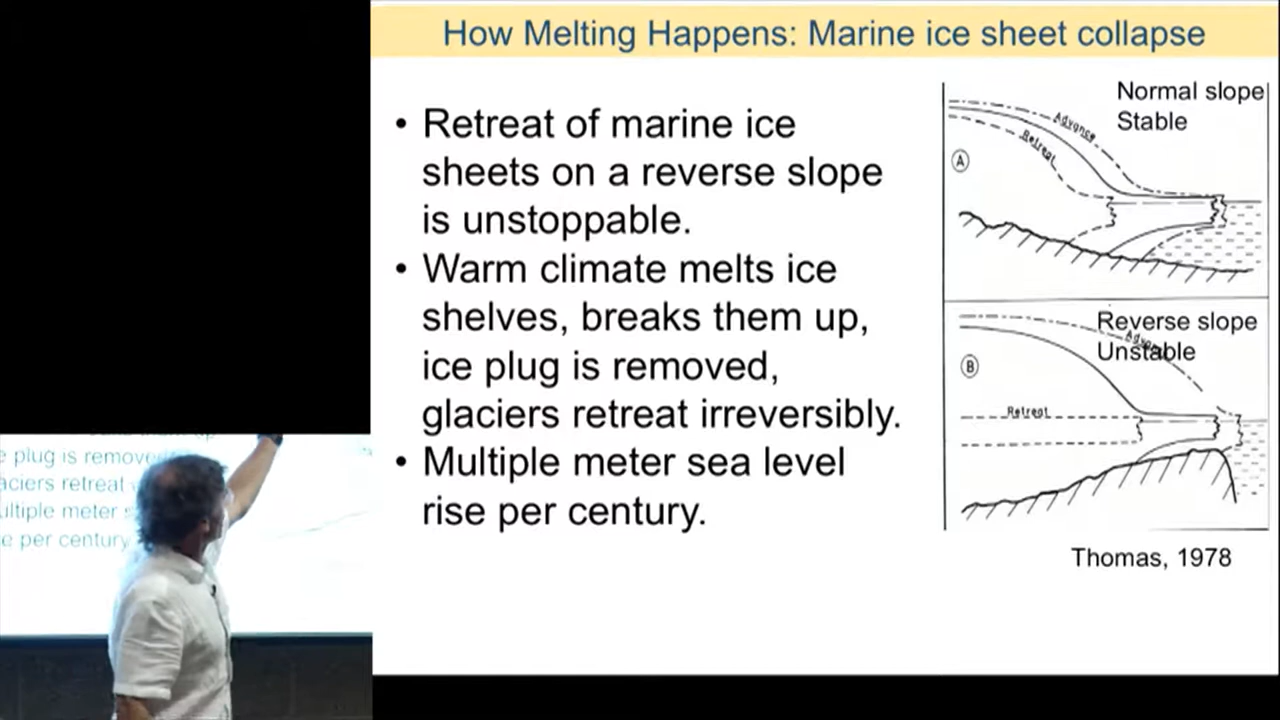 How Melting Happens: Marine ice sheet collapse
• Retreat of marine ice
sheets on a reverse slope
is unstoppable.
• Warm climate melts ice
shelves, breaks them up,
ice plug is removed,
glaciers retreat irreversibly.
• Multiple meter sea level
rise per century.
Normal slope
Stable
Advance
Retreat
A
Reverse slope
Unstable
B
Retreat
Thomas, 1978
plug is remove
aciers retreat
ultiple meter s
e per century